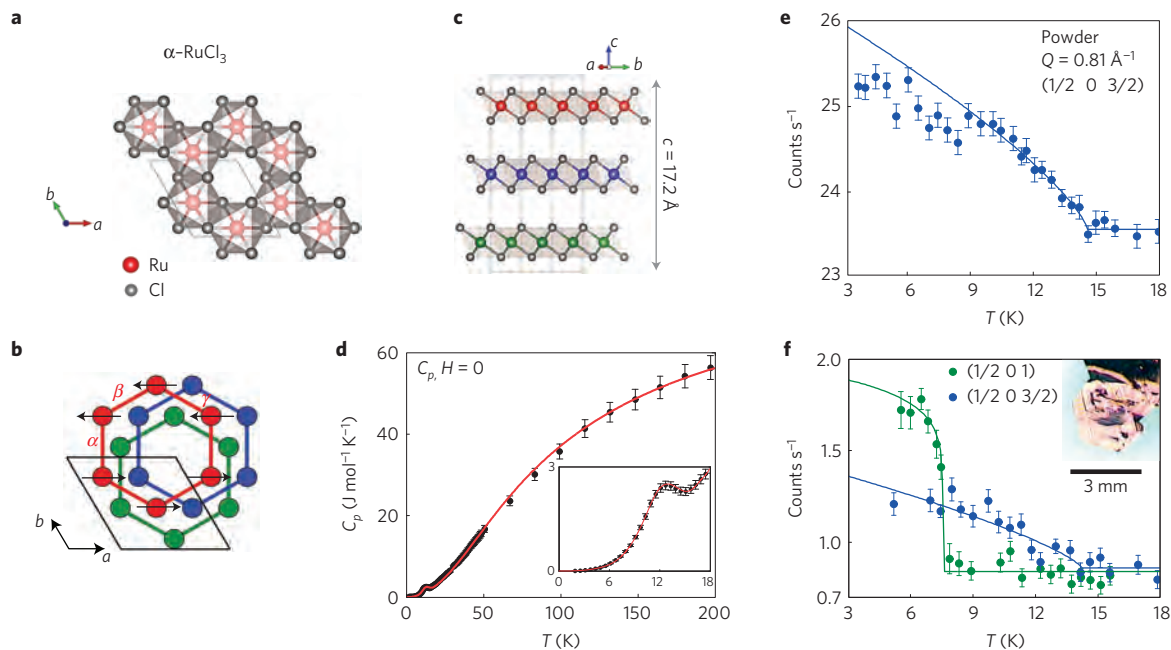 a
α-RuCl₃
b
a
Ru
Cl
b
β
γ
α
b
a
c
c
a
b
c = 17.2 Å
d
60
40
20
0
Cₚ (J mol⁻¹ K⁻¹)
Cₚ, H = 0
3
0
0
6
12
18
50
100
150
200
T (K)
e
26
25
24
23
Counts s⁻¹
Powder
Q = 0.81 Å⁻¹
(1/2 0 3/2)
3
6
9
12
15
18
T (K)
f
2.0
1.5
1.0
0.7
Counts s⁻¹
(1/2 0 1)
(1/2 0 3/2)
3 mm
3
6
9
12
15
18
T (K)